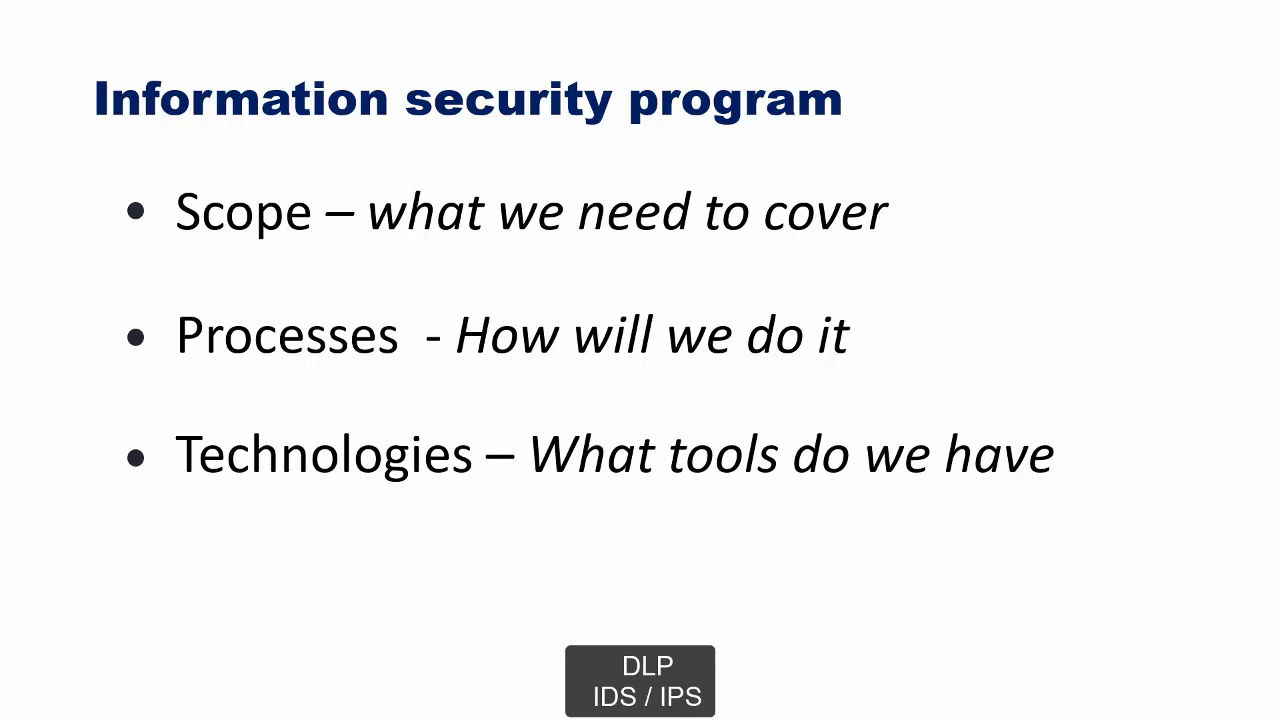 Information security program
• Scope – what we need to cover
• Processes - How will we do it
• Technologies – What tools do we have
DLP
IDS / IPS